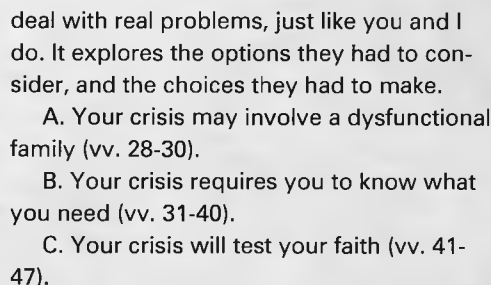 deal with real problems, just like you and I
do. It explores the options they had to con-
sider, and the choices they had to make.
A. Your crisis may involve a dysfunctional
family (vv. 28-30).
B. Your crisis requires you to know what
you need (vv. 31-40).
C. Your crisis will test your faith (vv. 41-
47).